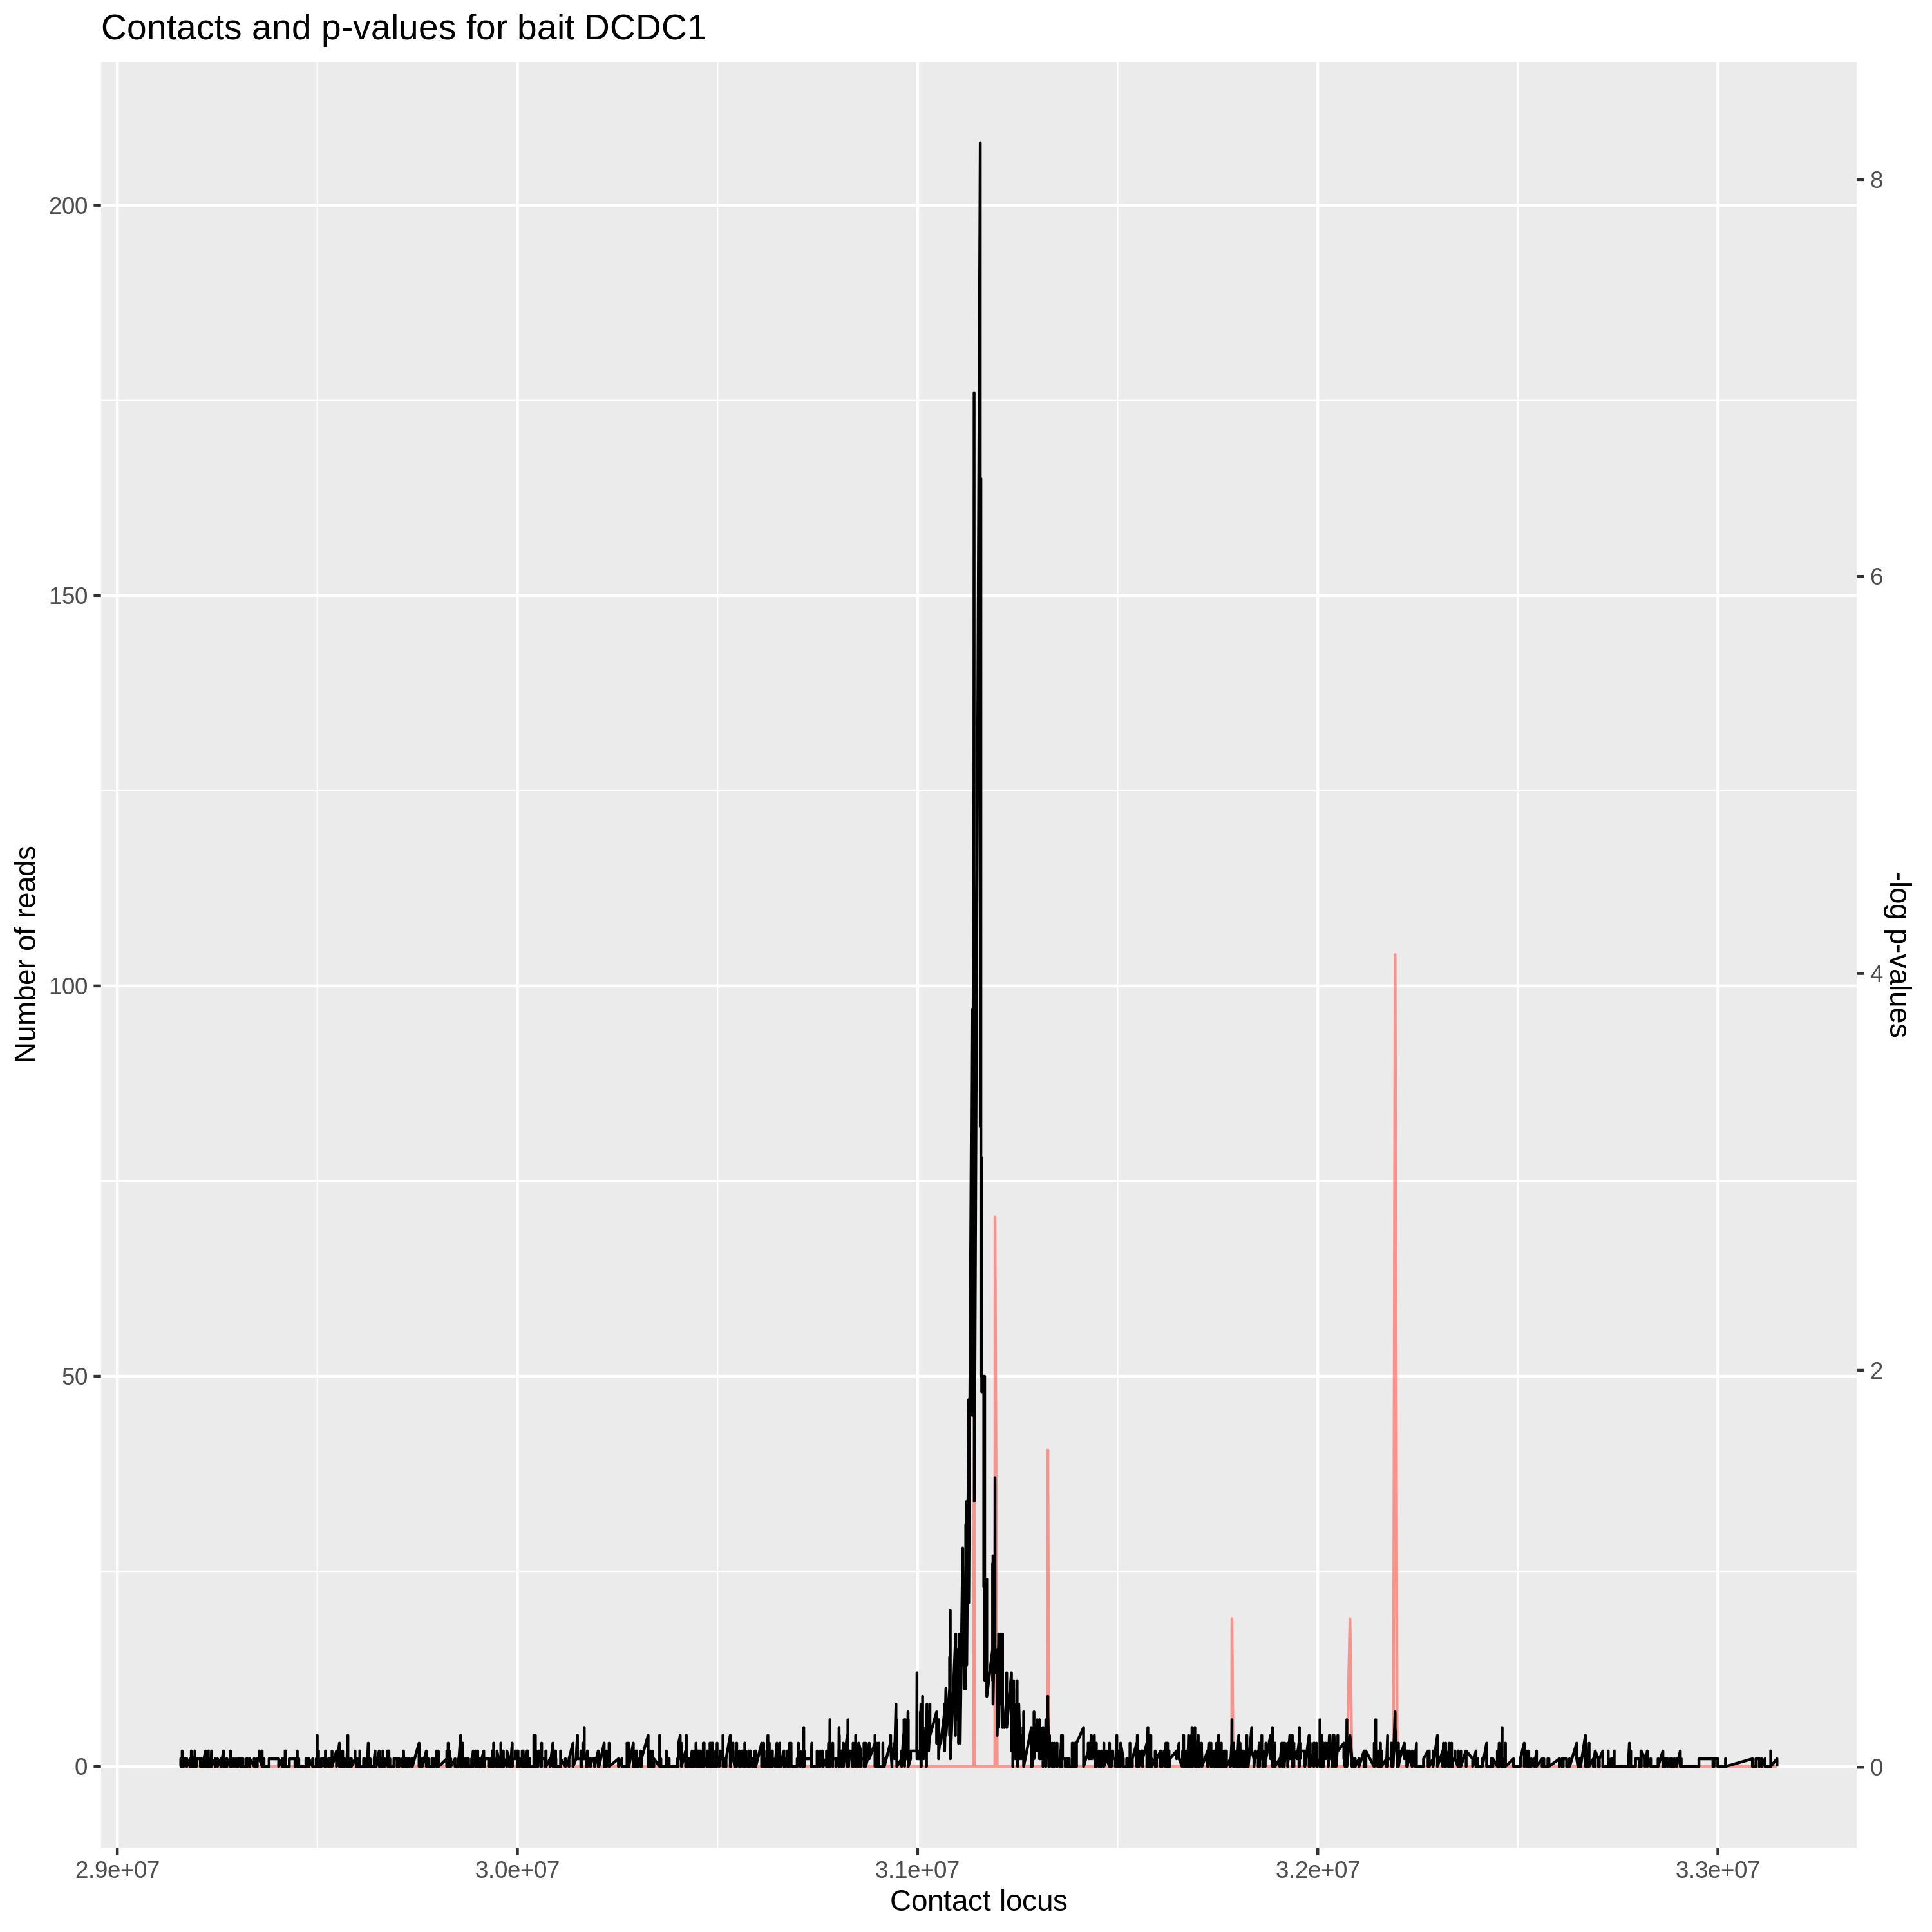 Contacts and p-values for bait DCDC1
200
150
100
50
0
8
6
4
2
0
Number of reads
-log p-values
2.9e+07
3.0e+07
3.1e+07
3.2e+07
3.3e+07
Contact locus